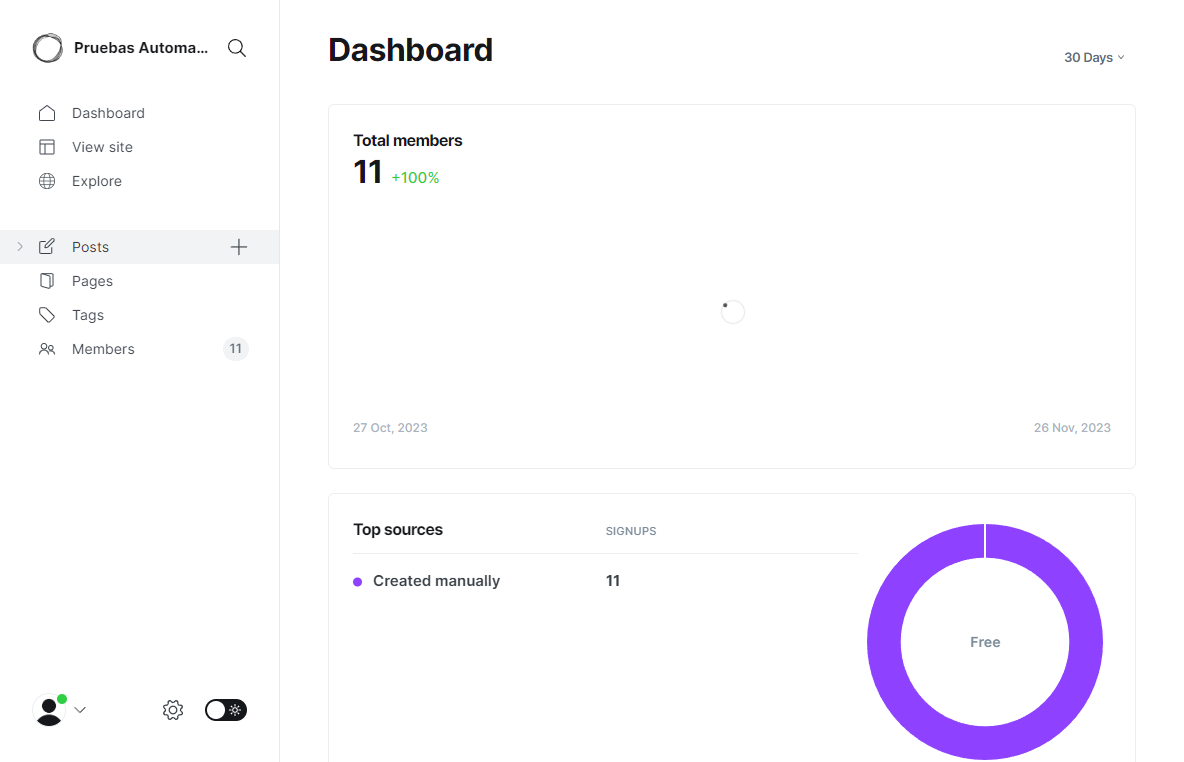 Pruebas Automa...
Dashboard
View site
Explore
Posts
Pages
Tags
Members 11
Dashboard
30 Days
Total members
11 +100%
27 Oct, 2023 26 Nov, 2023
Top sources SIGNUPS
Created manually 11
Free